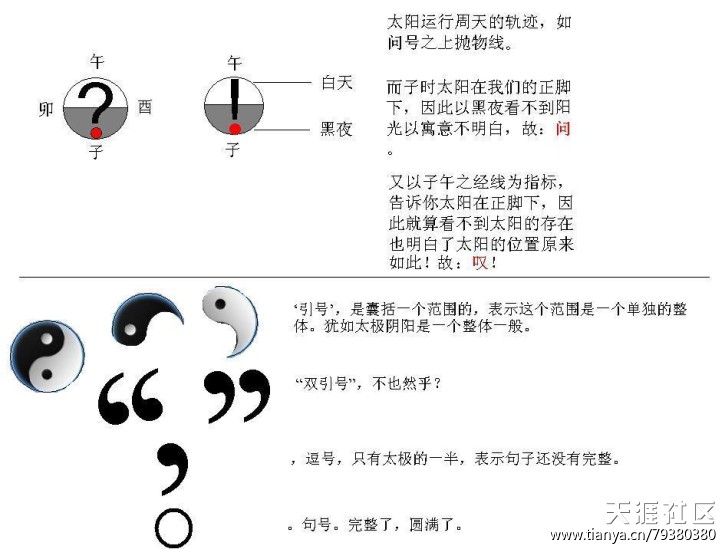 太阳运行周天的轨迹，如
问号之上抛物线。
午
午
?
!
白天
卯
酉
黑夜
子
子
而子时太阳在我们的正脚
下，因此以黑夜看不到阳
光以寓意不明白，故：问
。
又以子午之经线为指标，
告诉你太阳在正脚下，因
此就算看不到太阳的存在
也明白了太阳的位置原来
如此！故：叹！
‘引号’，是囊括一个范围的，表示这个范围是一个单独的整
体。犹如太极阴阳是一个整体一般。
“ ”
“双引号”，不也然乎？
，
，逗号，只有太极的一半，表示句子还没有完整。
。
。句号。完整了，圆满了。
天涯社区
www.tianya.cn/79380380